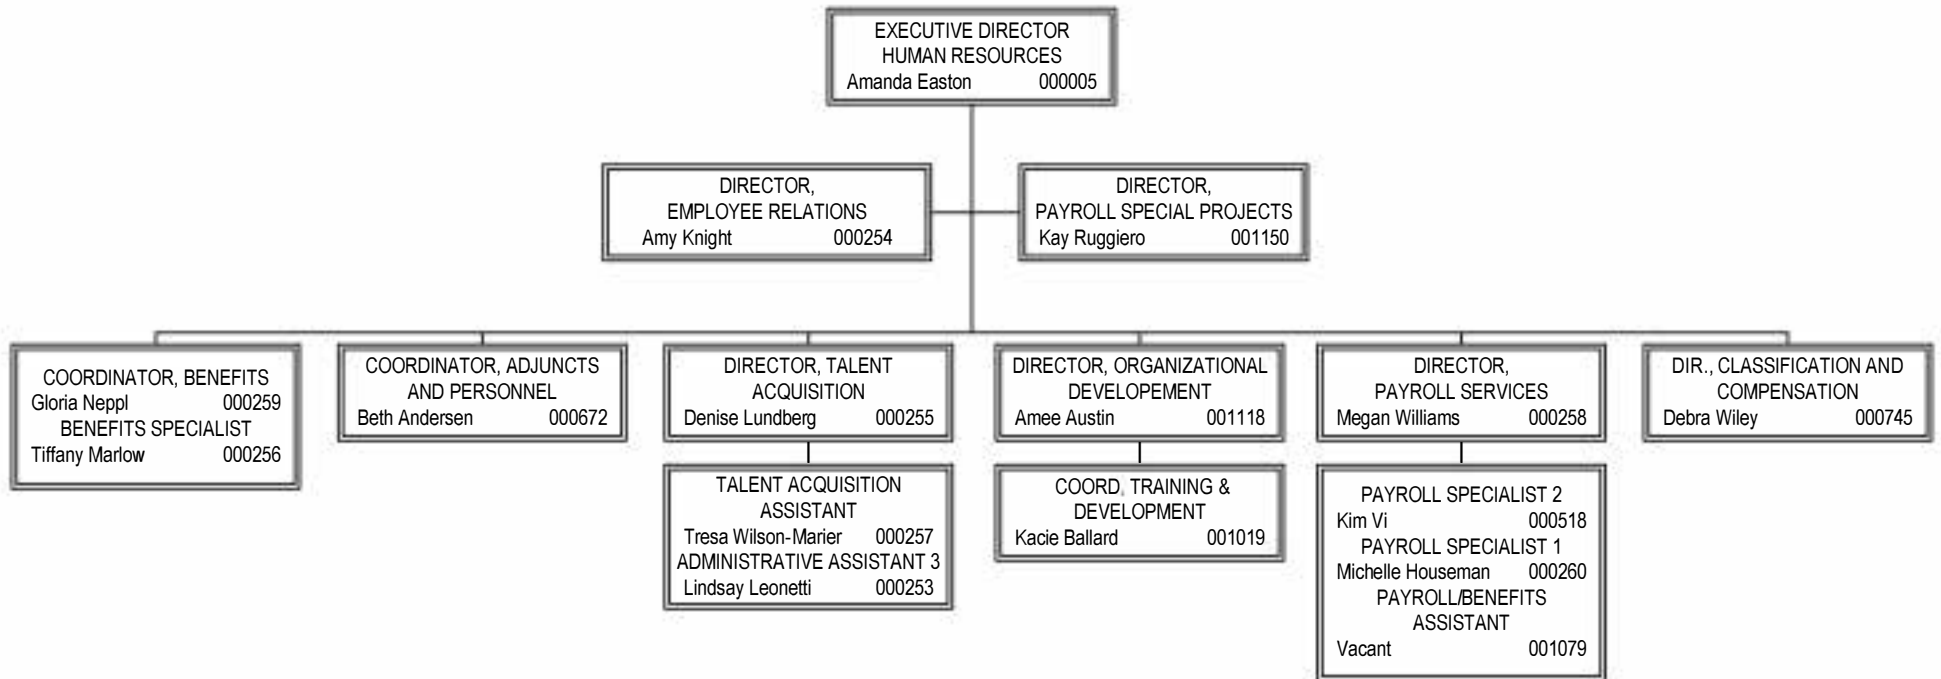 EXECUTIVE DIRECTOR
HUMAN RESOURCES
Amanda Easton 000005
DIRECTOR,
EMPLOYEE RELATIONS
Amy Knight 000254
DIRECTOR,
PAYROLL SPECIAL PROJECTS
Kay Ruggiero 001150
COORDINATOR, BENEFITS
Gloria Neppl 000259
BENEFITS SPECIALIST
Tiffany Marlow 000256
COORDINATOR, ADJUNCTS
AND PERSONNEL
Beth Andersen 000672
DIRECTOR, TALENT
ACQUISITION
Denise Lundberg 000255
TALENT ACQUISITION
ASSISTANT
Tresa Wilson-Marier 000257
ADMINISTRATIVE ASSISTANT 3
Lindsay Leonetti 000253
DIRECTOR, ORGANIZATIONAL
DEVELOPEMENT
Amee Austin 001118
COORD, TRAINING &
DEVELOPMENT
Kacie Ballard 001019
DIRECTOR,
PAYROLL SERVICES
Megan Williams 000258
PAYROLL SPECIALIST 2
Kim Vi 000518
PAYROLL SPECIALIST 1
Michelle Houseman 000260
PAYROLL/BENEFITS
ASSISTANT
Vacant 001079
DIR., CLASSIFICATION AND
COMPENSATION
Debra Wiley 000745